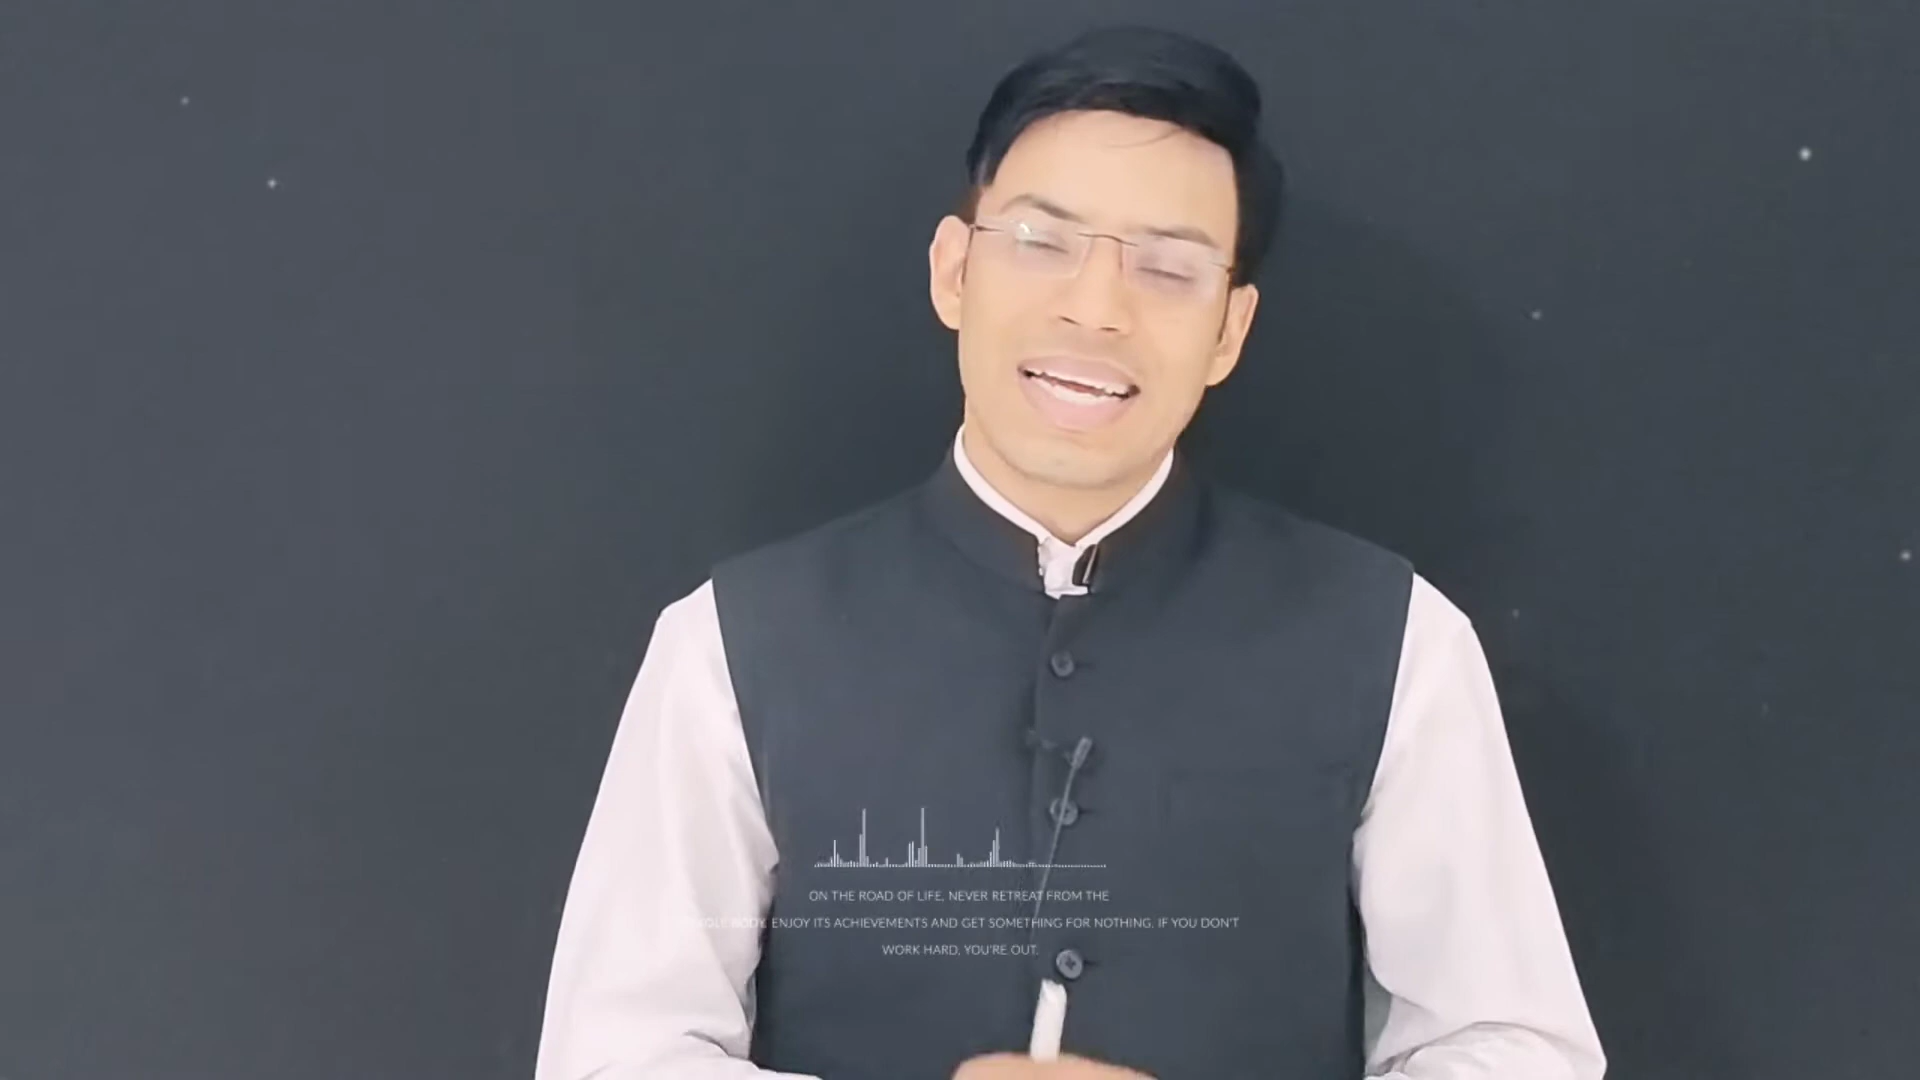 ON THE ROAD OF LIFE, NEVER RETREAT FROM THE
BODY, ENJOY ITS ACHIEVEMENTS AND GET SOMETHING FOR NOTHING. IF YOU DON'T
WORK HARD, YOU'RE OUT.